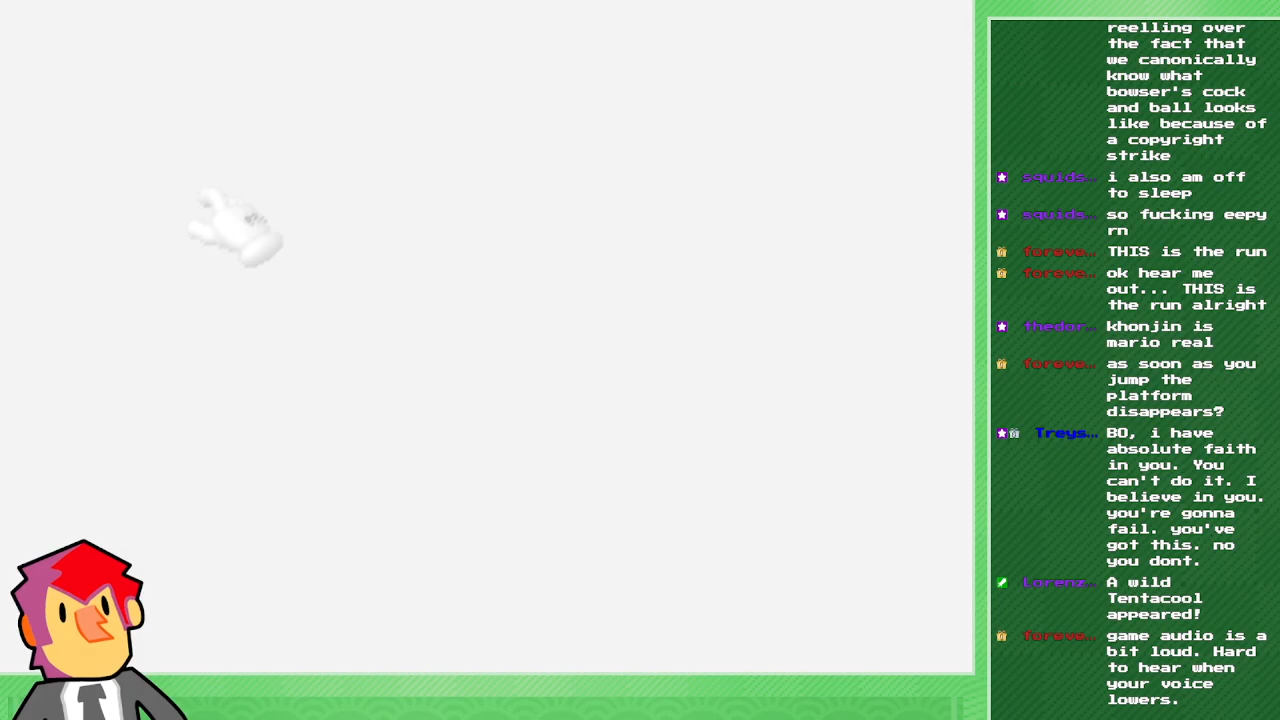 reelling over
the fact that
we canonically
know what
bowser's cock
and ball looks
like because of
a copyright
strike
squids… i also am off
to sleep
squids… so fucking eepy
rn
foreve… THIS is the run
foreve… ok hear me
out... THIS is
the run alright
thedor… khonjin is
mario real
foreve… as soon as you
jump the
platform
disappears?
Treys… BO, i have
absolute faith
in you. You
can't do it. I
believe in you.
you're gonna
fail. you've
got this. no
you dont.
Lorenz… A wild
Tentacool
appeared!
foreve… game audio is a
bit loud. Hard
to hear when
your voice
lowers.